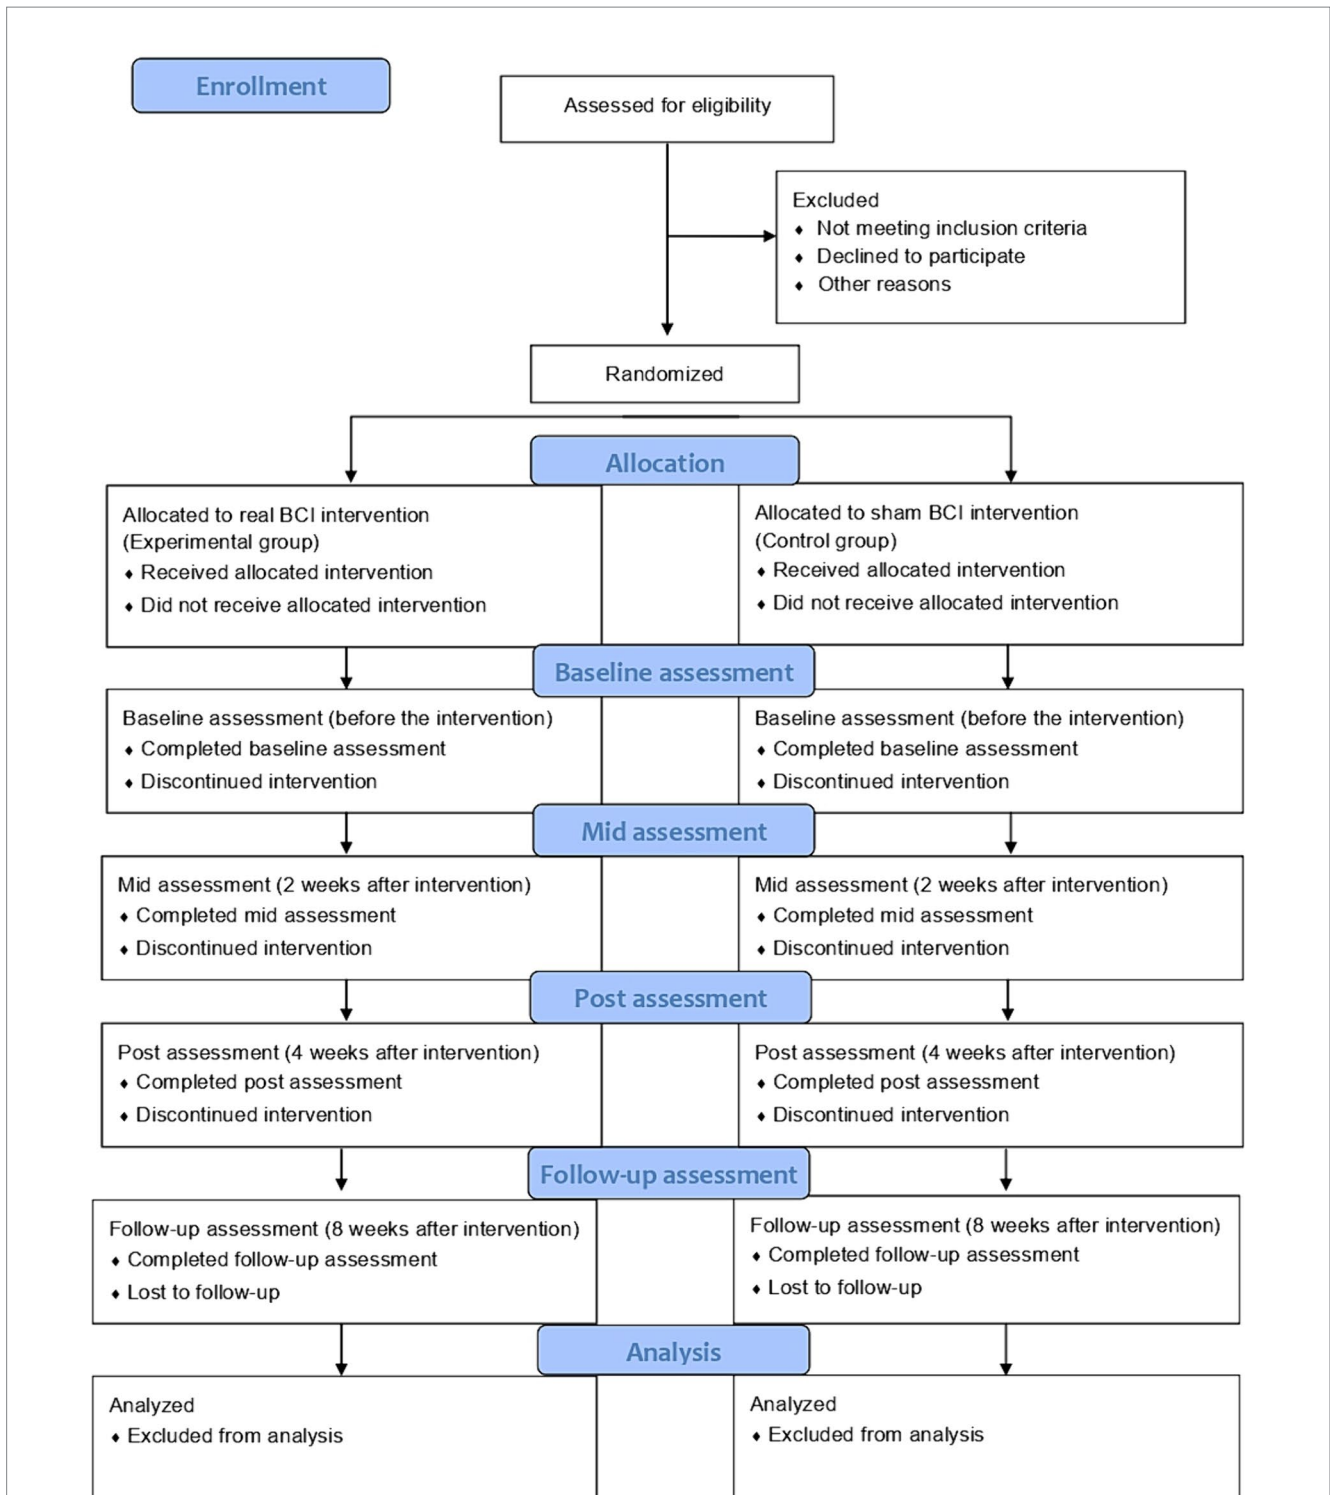 Enrollment
Assessed for eligibility
Excluded
♦ Not meeting inclusion criteria
♦ Declined to participate
♦ Other reasons
Randomized
Allocation
Allocated to real BCI intervention
(Experimental group)
♦ Received allocated intervention
♦ Did not receive allocated intervention
Allocated to sham BCI intervention
(Control group)
♦ Received allocated intervention
♦ Did not receive allocated intervention
Baseline assessment
Baseline assessment (before the intervention)
♦ Completed baseline assessment
♦ Discontinued intervention
Baseline assessment (before the intervention)
♦ Completed baseline assessment
♦ Discontinued intervention
Mid assessment
Mid assessment (2 weeks after intervention)
♦ Completed mid assessment
♦ Discontinued intervention
Mid assessment (2 weeks after intervention)
♦ Completed mid assessment
♦ Discontinued intervention
Post assessment
Post assessment (4 weeks after intervention)
♦ Completed post assessment
♦ Discontinued intervention
Post assessment (4 weeks after intervention)
♦ Completed post assessment
♦ Discontinued intervention
Follow-up assessment
Follow-up assessment (8 weeks after intervention)
♦ Completed follow-up assessment
♦ Lost to follow-up
Follow-up assessment (8 weeks after intervention)
♦ Completed follow-up assessment
♦ Lost to follow-up
Analysis
Analyzed
♦ Excluded from analysis
Analyzed
♦ Excluded from analysis